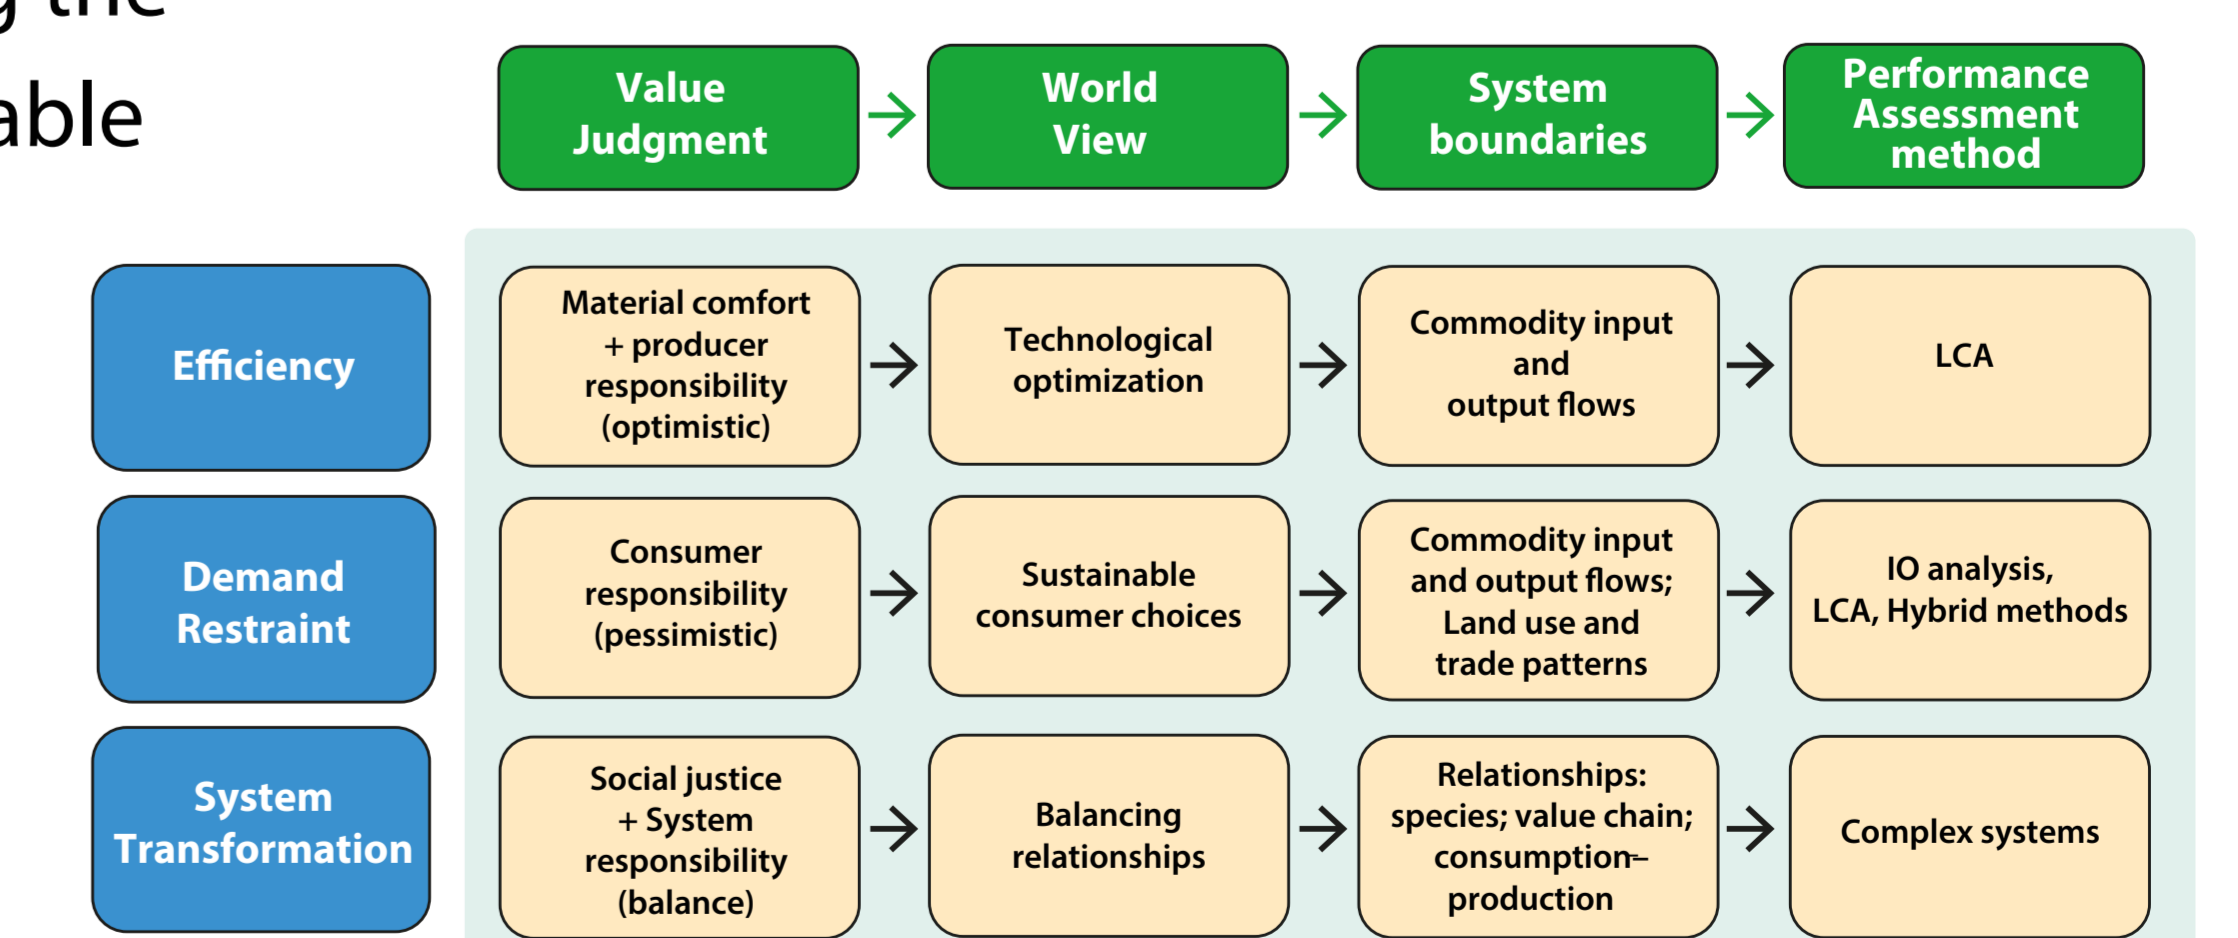 g the
able
Value
Judgment
World
View
System
boundaries
Performance
Assessment
method
Efficiency
Material comfort
+ producer
responsibility
(optimistic)
Technological
optimization
Commodity input
and
output flows
LCA
Demand
Restraint
Consumer
responsibility
(pessimistic)
Sustainable
consumer choices
Commodity input
and output flows;
Land use and
trade patterns
IO analysis,
LCA, Hybrid methods
System
Transformation
Social justice
+ System
responsibility
(balance)
Balancing
relationships
Relationships:
species; value chain;
consumption–
production
Complex systems